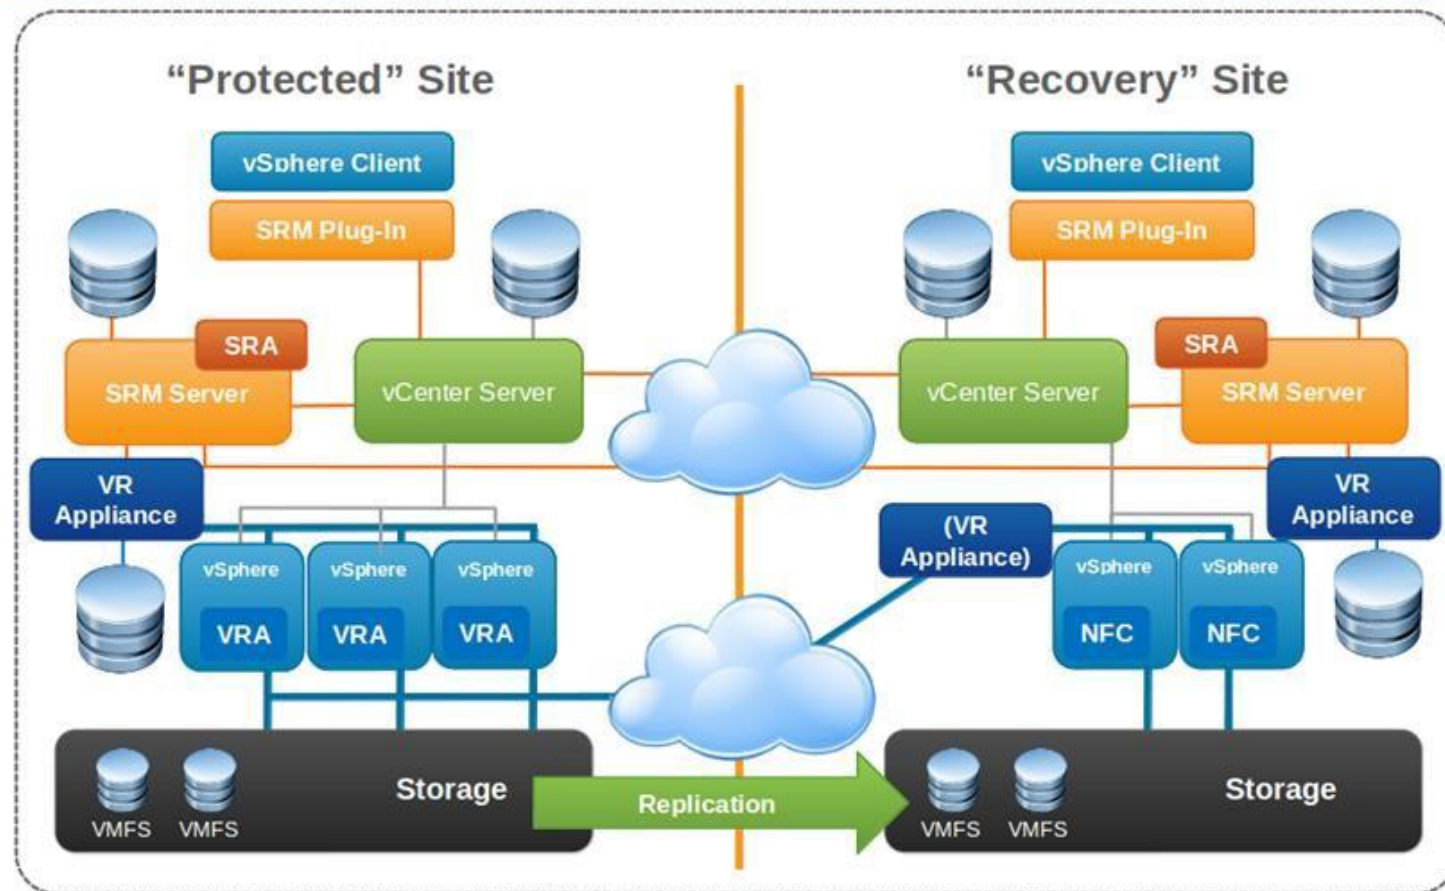 “Protected” Site
“Recovery” Site
vSphere Client
SRM Plug-In
vSphere Client
SRM Plug-In
SRA
SRM Server
vCenter Server
vCenter Server
SRA
SRM Server
VR
Appliance
(VR
Appliance)
VR
Appliance
vSphere
vSphere
vSphere
vSphere
vSphere
VRA
VRA
VRA
NFC
NFC
Storage
VMFS
VMFS
Replication
Storage
VMFS
VMFS